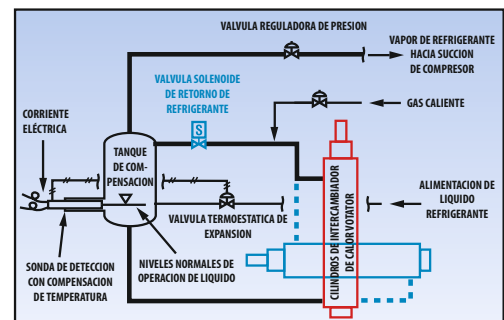 VALVULA REGULADORA DE PRESION
VAPOR DE REFRIGERANTE
HACIA SUCCION
DE COMPRESOR
VALVULA SOLENOIDE
DE RETORNO DE
REFRIGERANTE
S
GAS CALIENTE
CORRIENTE
ELÉCTRICA
TANQUE
DE COM-
PENSACION
ALIMENTACION DE
LIQUIDO
REFRIGERANTE
VALVULA TERMOESTATICA DE
EXPANSION
CILINDROS DE INTERCAMBIADOR
DE CALOR VOTATOR
SONDA DE DETECCION
CON COMPENSACION
DE TEMPERATURA
NIVELES NORMALES DE
OPERACION DE LIQUIDO